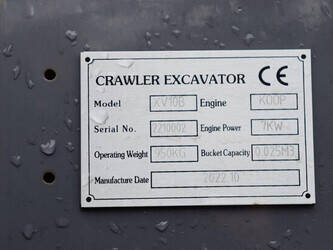 CRAWLER EXCAVATOR CE
Model XV10B Engine KOOP
Serial No. 2210002 Engine Power 7KW
Operating Weight 950KG Bucket Capacity 0.025M3
Manufacture Date 2022.10